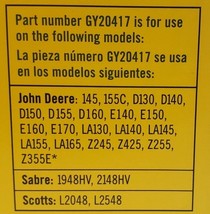 Part number GY20417 is for use
on the following models:
La pieza número GY20417 se usa
en los modelos siguientes:
John Deere: 145, 155C, D130, D140,
D150, D155, D160, E140, E150,
E160, E170, LA130, LA140, LA145,
LA155, LA165, Z245, Z425, Z255,
Z355E*
Sabre: 1948HV, 2148HV
Scotts: L2048, L2548